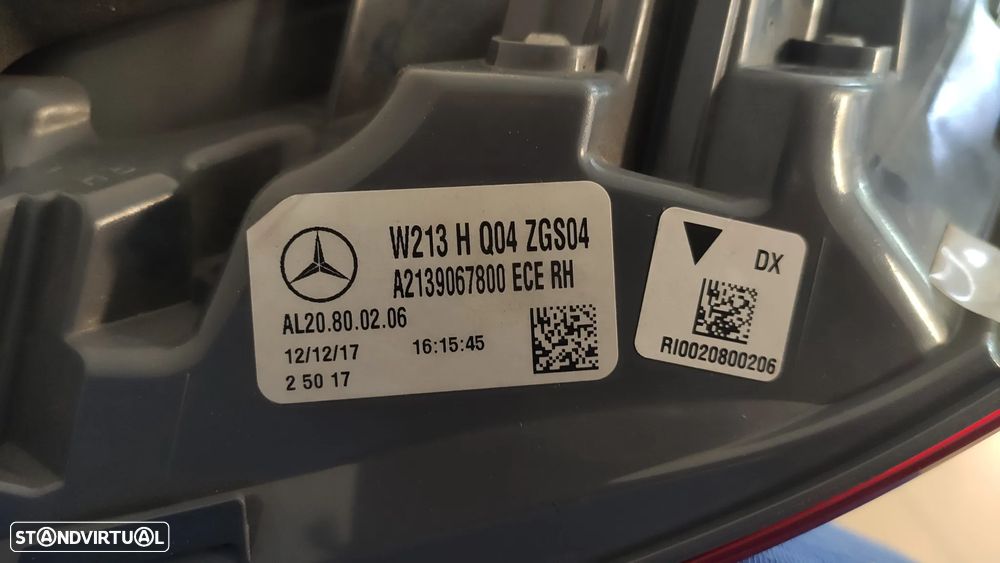 W213 H Q04 ZGS04
A2139067800 ECE RH
AL20.80.02.06
12/12/17 16:15:45
2 50 17
DX
RI0020800206
STANDVIRTUAL